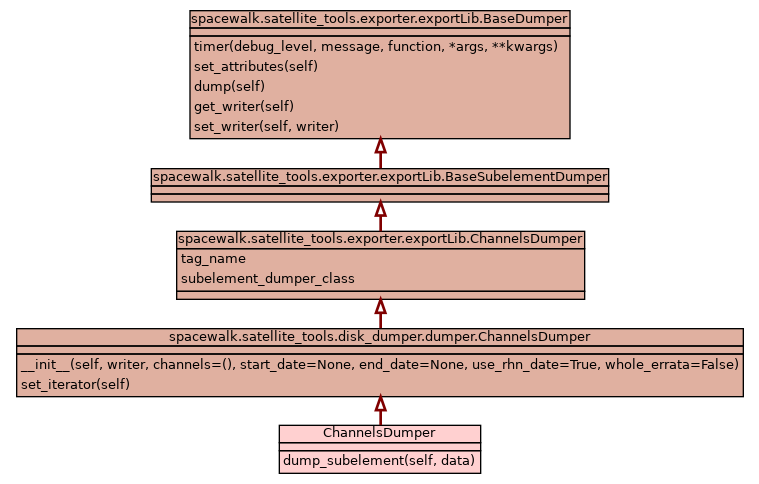 spacewalk.satellite_tools.exporter.exportLib.BaseDumper
timer(debug_level, message, function, *args, **kwargs)
set_attributes(self)
dump(self)
get_writer(self)
set_writer(self, writer)
spacewalk.satellite_tools.exporter.exportLib.BaseSubelementDumper
spacewalk.satellite_tools.exporter.exportLib.ChannelsDumper
tag_name
subelement_dumper_class
spacewalk.satellite_tools.disk_dumper.dumper.ChannelsDumper
__init__(self, writer, channels=(), start_date=None, end_date=None, use_rhn_date=True, whole_errata=False)
set_iterator(self)
ChannelsDumper
dump_subelement(self, data)